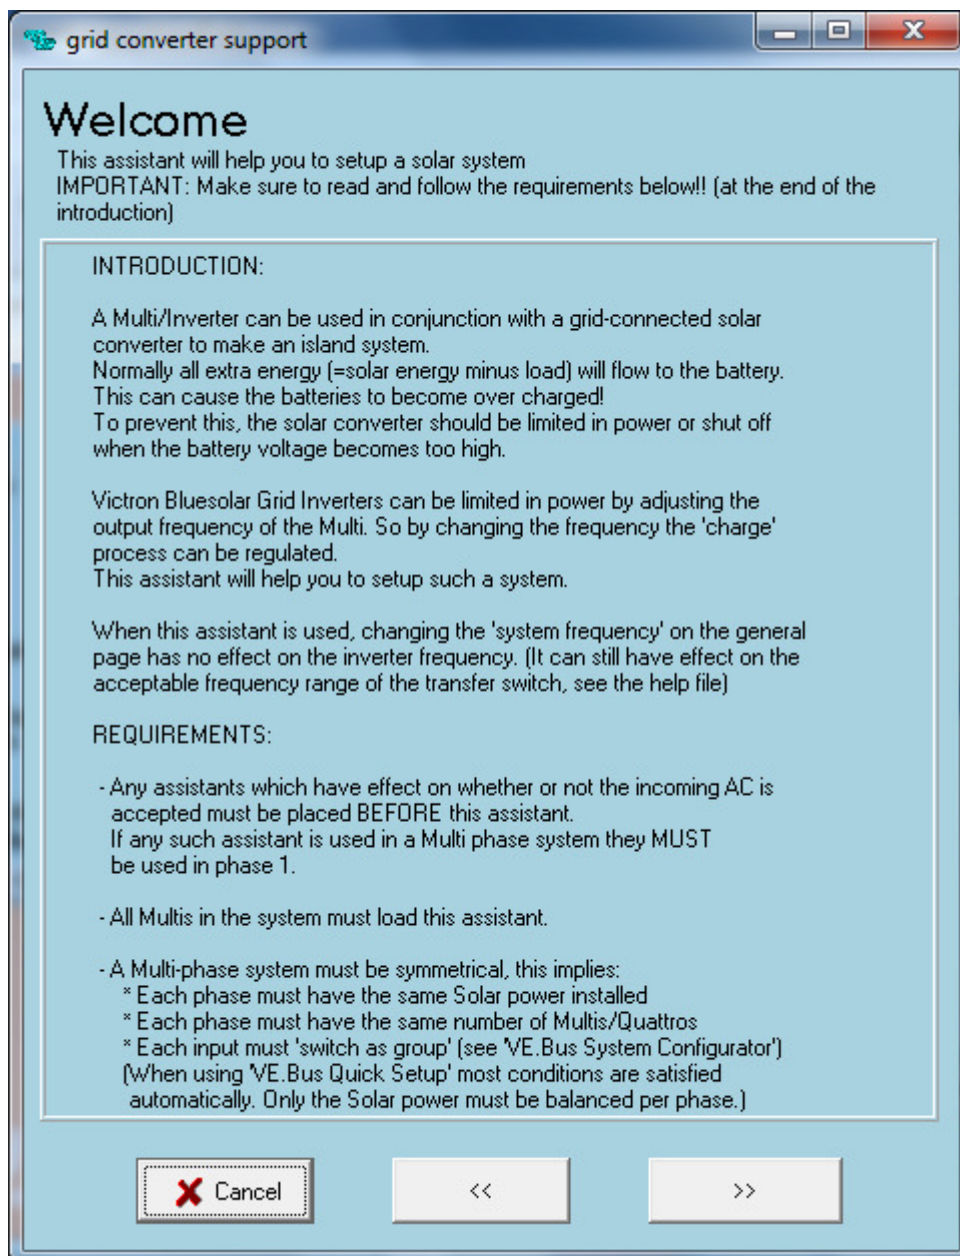 grid converter support
Welcome
This assistant will help you to setup a solar system
IMPORTANT: Make sure to read and follow the requirements below!! (at the end of the
introduction)
INTRODUCTION:
A Multi/Inverter can be used in conjunction with a grid-connected solar
converter to make an island system.
Normally all extra energy (=solar energy minus load) will flow to the battery.
This can cause the batteries to become over charged!
To prevent this, the solar converter should be limited in power or shut off
when the battery voltage becomes too high.
Victron Bluesolar Grid Inverters can be limited in power by adjusting the
output frequency of the Multi. So by changing the frequency the 'charge'
process can be regulated.
This assistant will help you to setup such a system.
When this assistant is used, changing the 'system frequency' on the general
page has no effect on the inverter frequency. (It can still have effect on the
acceptable frequency range of the transfer switch, see the help file)
REQUIREMENTS:
- Any assistants which have effect on whether or not the incoming AC is
accepted must be placed BEFORE this assistant.
If any such assistant is used in a Multi phase system they MUST
be used in phase 1.
- All Multis in the system must load this assistant.
- A Multi-phase system must be symmetrical, this implies:
* Each phase must have the same Solar power installed
* Each phase must have the same number of Multis/Quattros
* Each input must 'switch as group' (see 'VE.Bus System Configurator')
(When using 'VE.Bus Quick Setup' most conditions are satisfied
automatically. Only the Solar power must be balanced per phase.)
Cancel
<<
>>